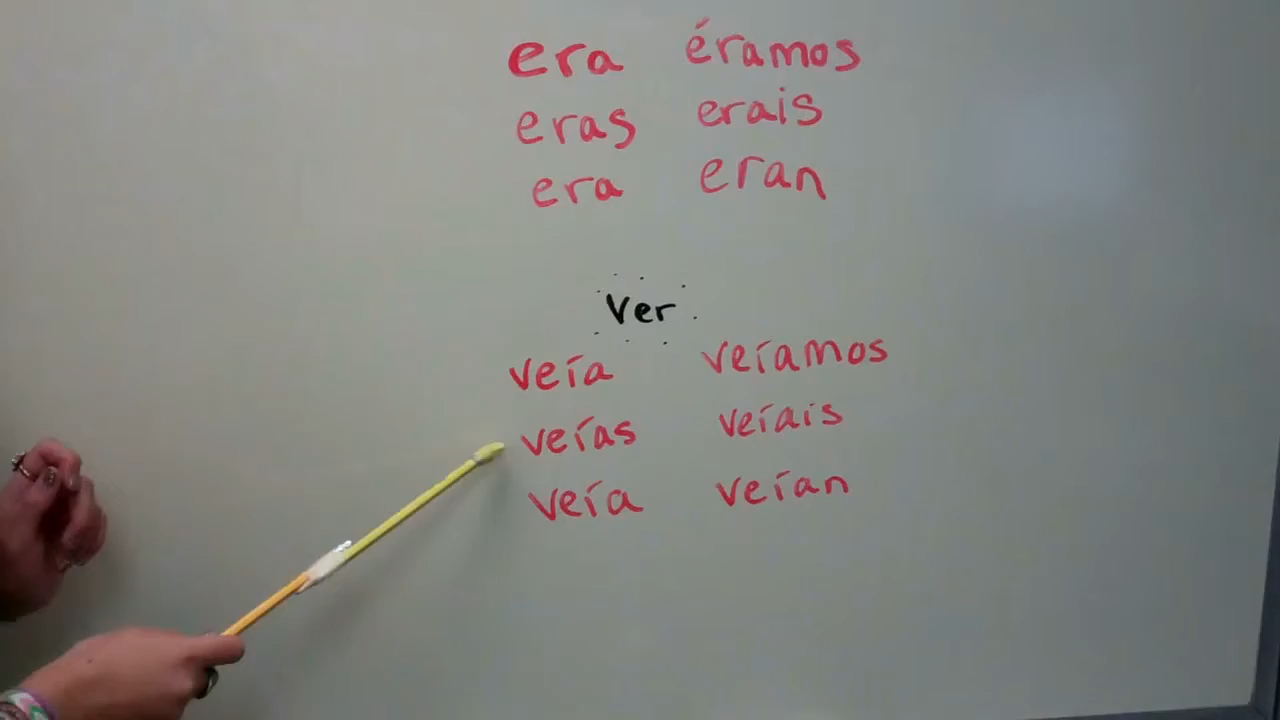 era éramos
eras erais
era eran
ver
veía veíamos
veías veíais
veía veían